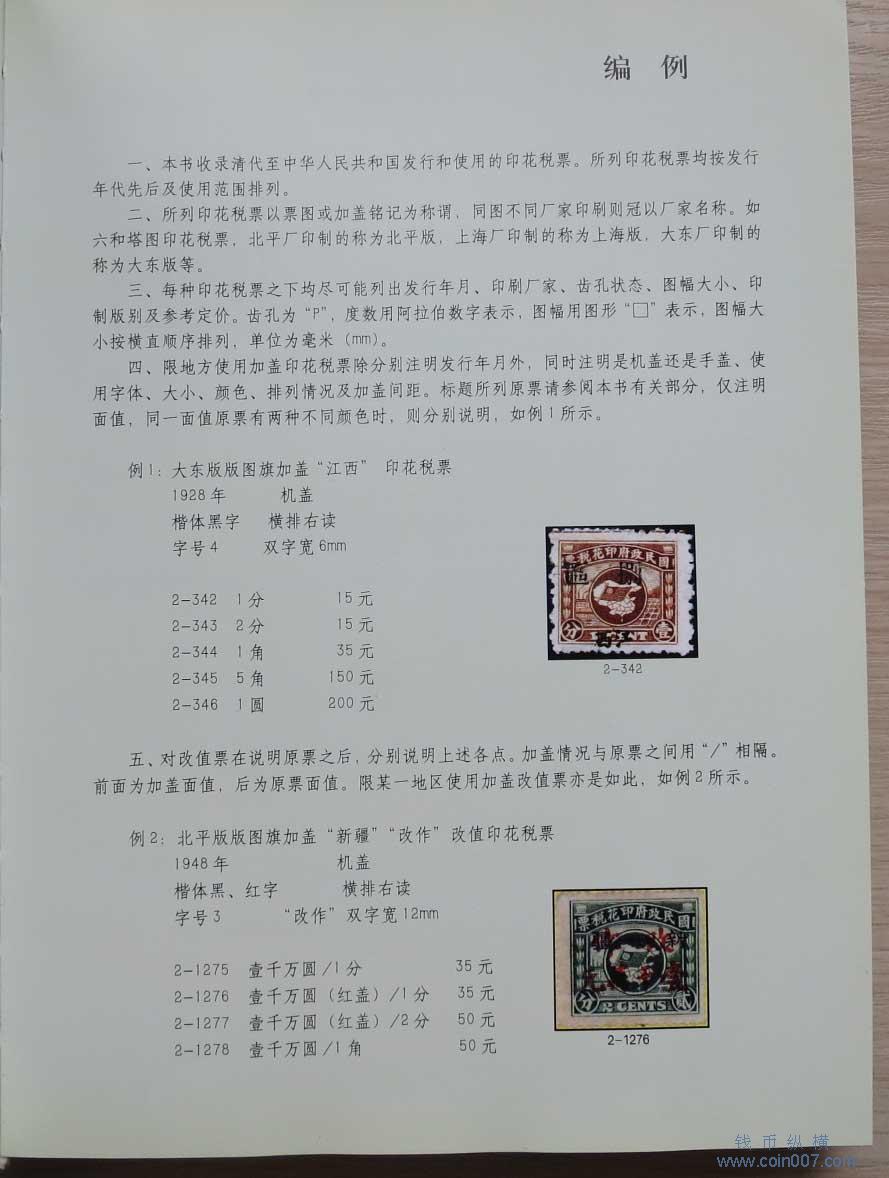 编 例
一、本书收录清代至中华人民共和国发行和使用的印花税票。所列印花税票均按发行
年代先后及使用范围排列。
二、所列印花税票以票图或加盖铭记为称谓，同图不同厂家印刷则冠以厂家名称。如
六和塔图印花税票，北平厂印制的称为北平版，上海厂印制的称为上海版，大东厂印制的
称为大东版等。
三、每种印花税票之下均尽可能列出发行年月、印刷厂家、齿孔状态、图幅大小、印
制版别及参考定价。齿孔为“P”，度数用阿拉伯数字表示，图幅用图形“□”表示，图幅大
小按横直顺序排列，单位为毫米（mm）。
四、限地方使用加盖印花税票除分别注明发行年月外，同时注明是机盖还是手盖、使
用字体、大小、颜色、排列情况及加盖间距。标题所列原票请参阅本书有关部分，仅注明
面值，同一面值原票有两种不同颜色时，则分别说明，如例1所示。
例1：大东版版图旗加盖“江西” 印花税票
1928年 机盖
楷体黑字 横排右读
字号4 双字宽6mm
2-342 1分 15元
2-343 2分 15元
2-344 1角 35元
2-345 5角 150元
2-346 1圆 200元
票税花印府政民國
分 1 CENT 壹
2-342
五、对改值票在说明原票之后，分别说明上述各点。加盖情况与原票之间用“/”相隔。
前面为加盖面值，后为原票面值。限某一地区使用加盖改值票亦是如此，如例2所示。
例2：北平版版图旗加盖“新疆”“改作”改值印花税票
1948年 机盖
楷体黑、红字 横排右读
字号3 “改作”双字宽12mm
2-1275 壹千万圆/1分 35元
2-1276 壹千万圆（红盖）/1分 35元
2-1277 壹千万圆（红盖）/2分 50元
2-1278 壹千万圆/1角 50元
票税花印府政民國
分 2 CENTS 貳
2-1276
钱币纵横
www.coin007.com